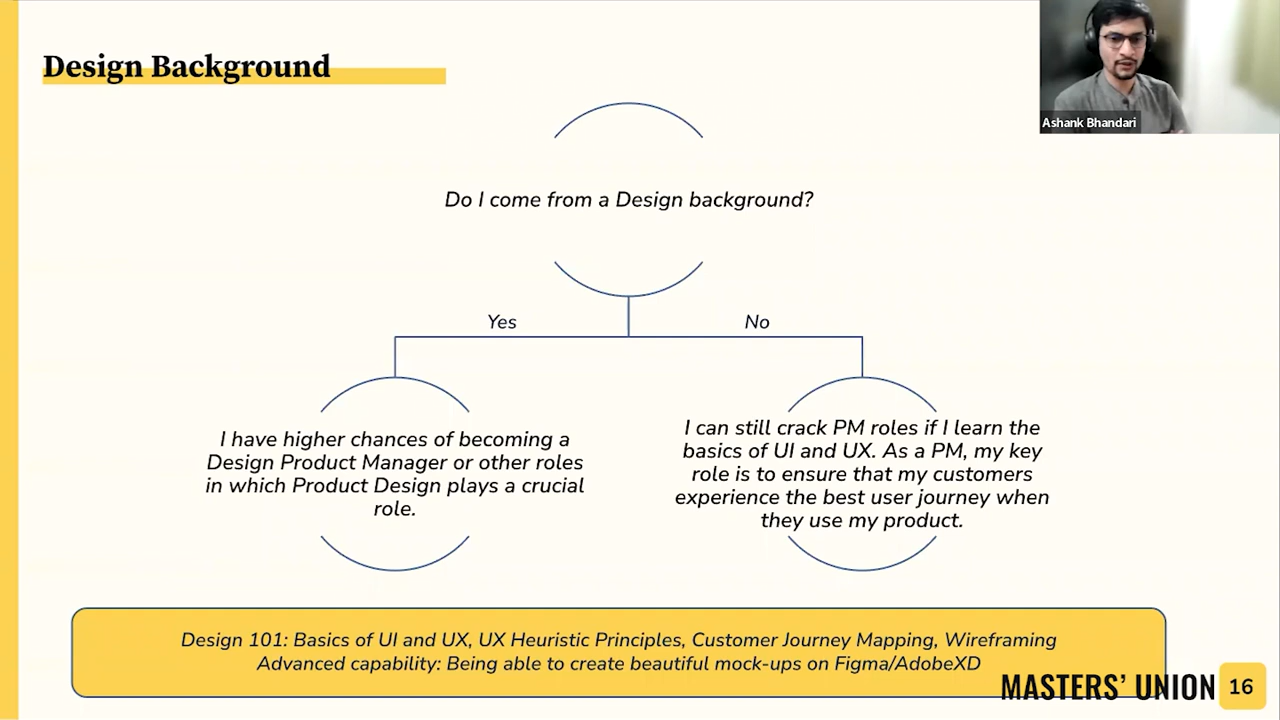 Design Background
Ashank Bhandari
Do I come from a Design background?
Yes
No
I have higher chances of becoming a
Design Product Manager or other roles
in which Product Design plays a crucial
role.
I can still crack PM roles if I learn the
basics of UI and UX. As a PM, my key
role is to ensure that my customers
experience the best user journey when
they use my product.
Design 101: Basics of UI and UX, UX Heuristic Principles, Customer Journey Mapping, Wireframing
Advanced capability: Being able to create beautiful mock-ups on Figma/AdobeXD
MASTERS' UNION
16